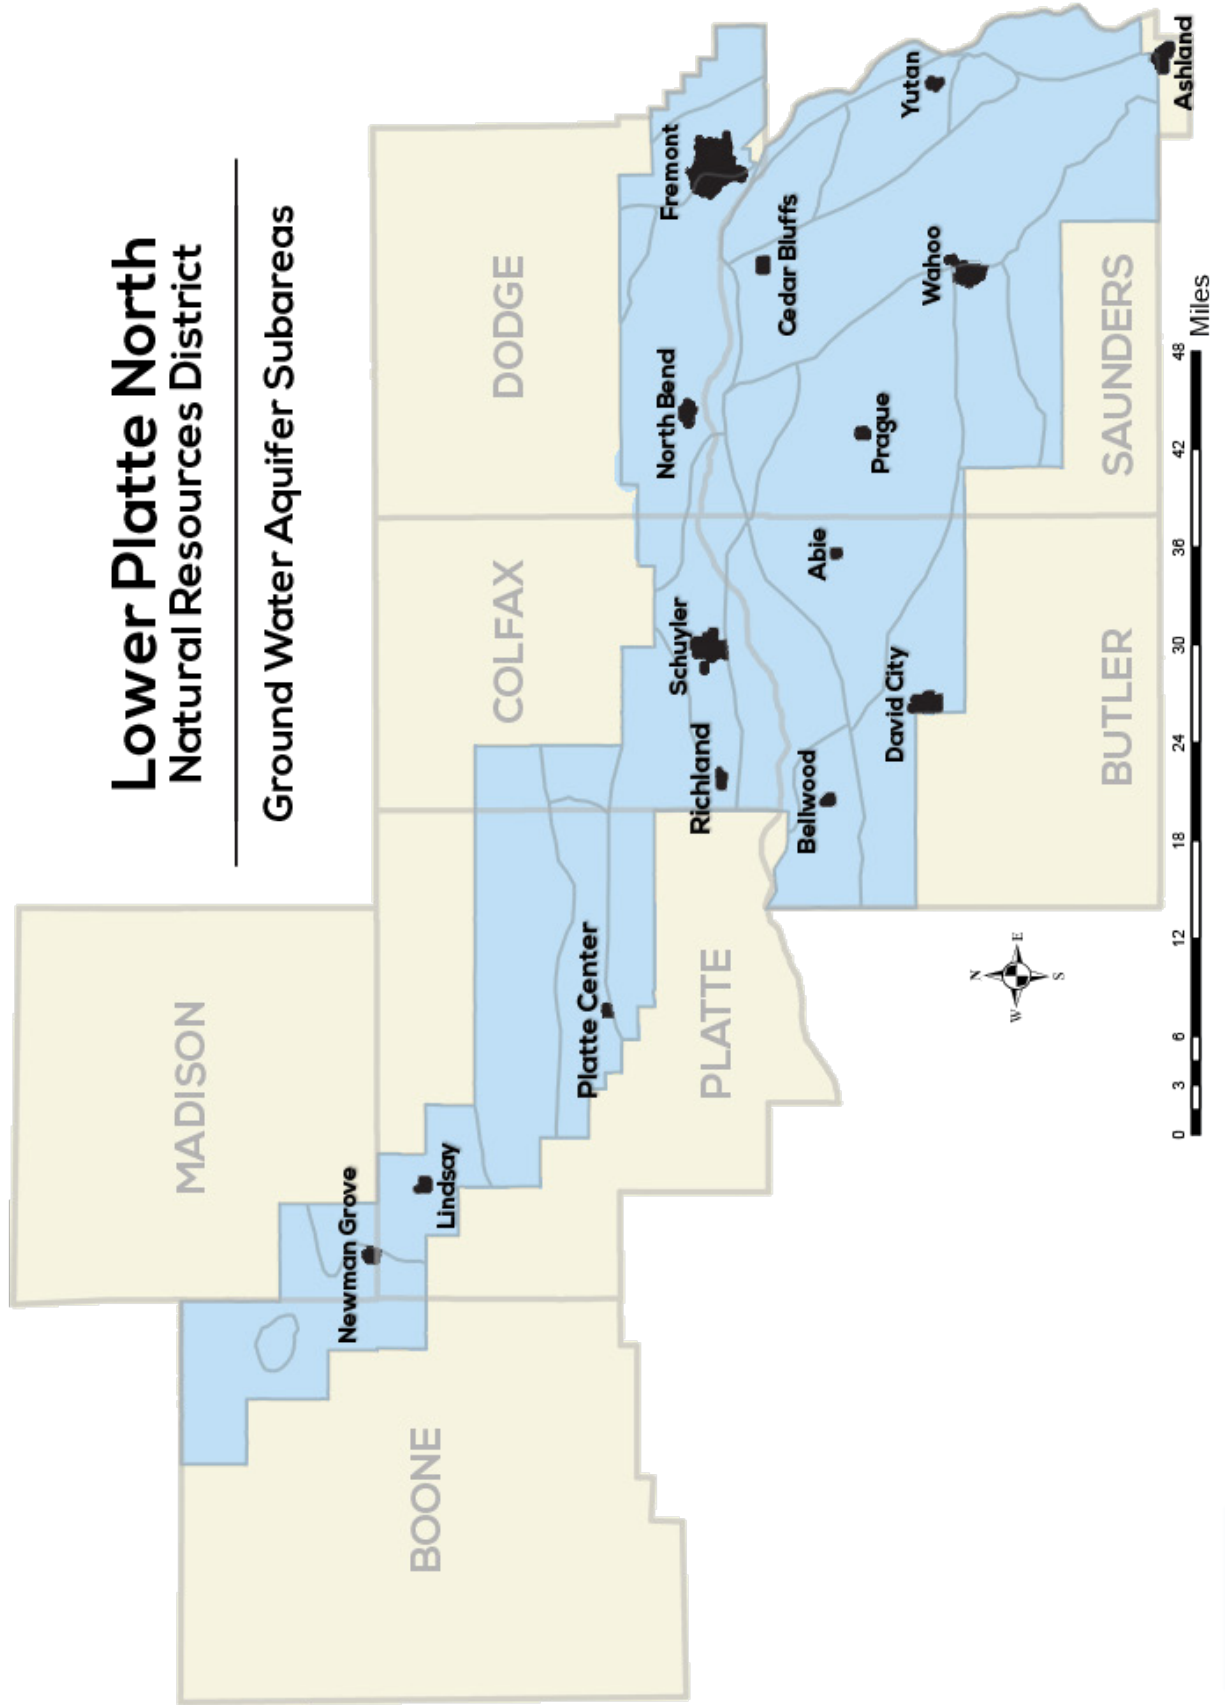 Lower Platte North
Natural Resources District
Ground Water Aquifer Subareas
MADISON
BOONE
Newman Grove
Lindsay
PLATTE
Platte Center
COLFAX
DODGE
Richland
Schuyler
North Bend
Fremont
Bellwood
David City
Abie
Prague
Cedar Bluffs
Wahoo
Yutan
Ashland
BUTLER
SAUNDERS
N
W E
S
0 3 6 12 18 24 30 36 42 48
Miles